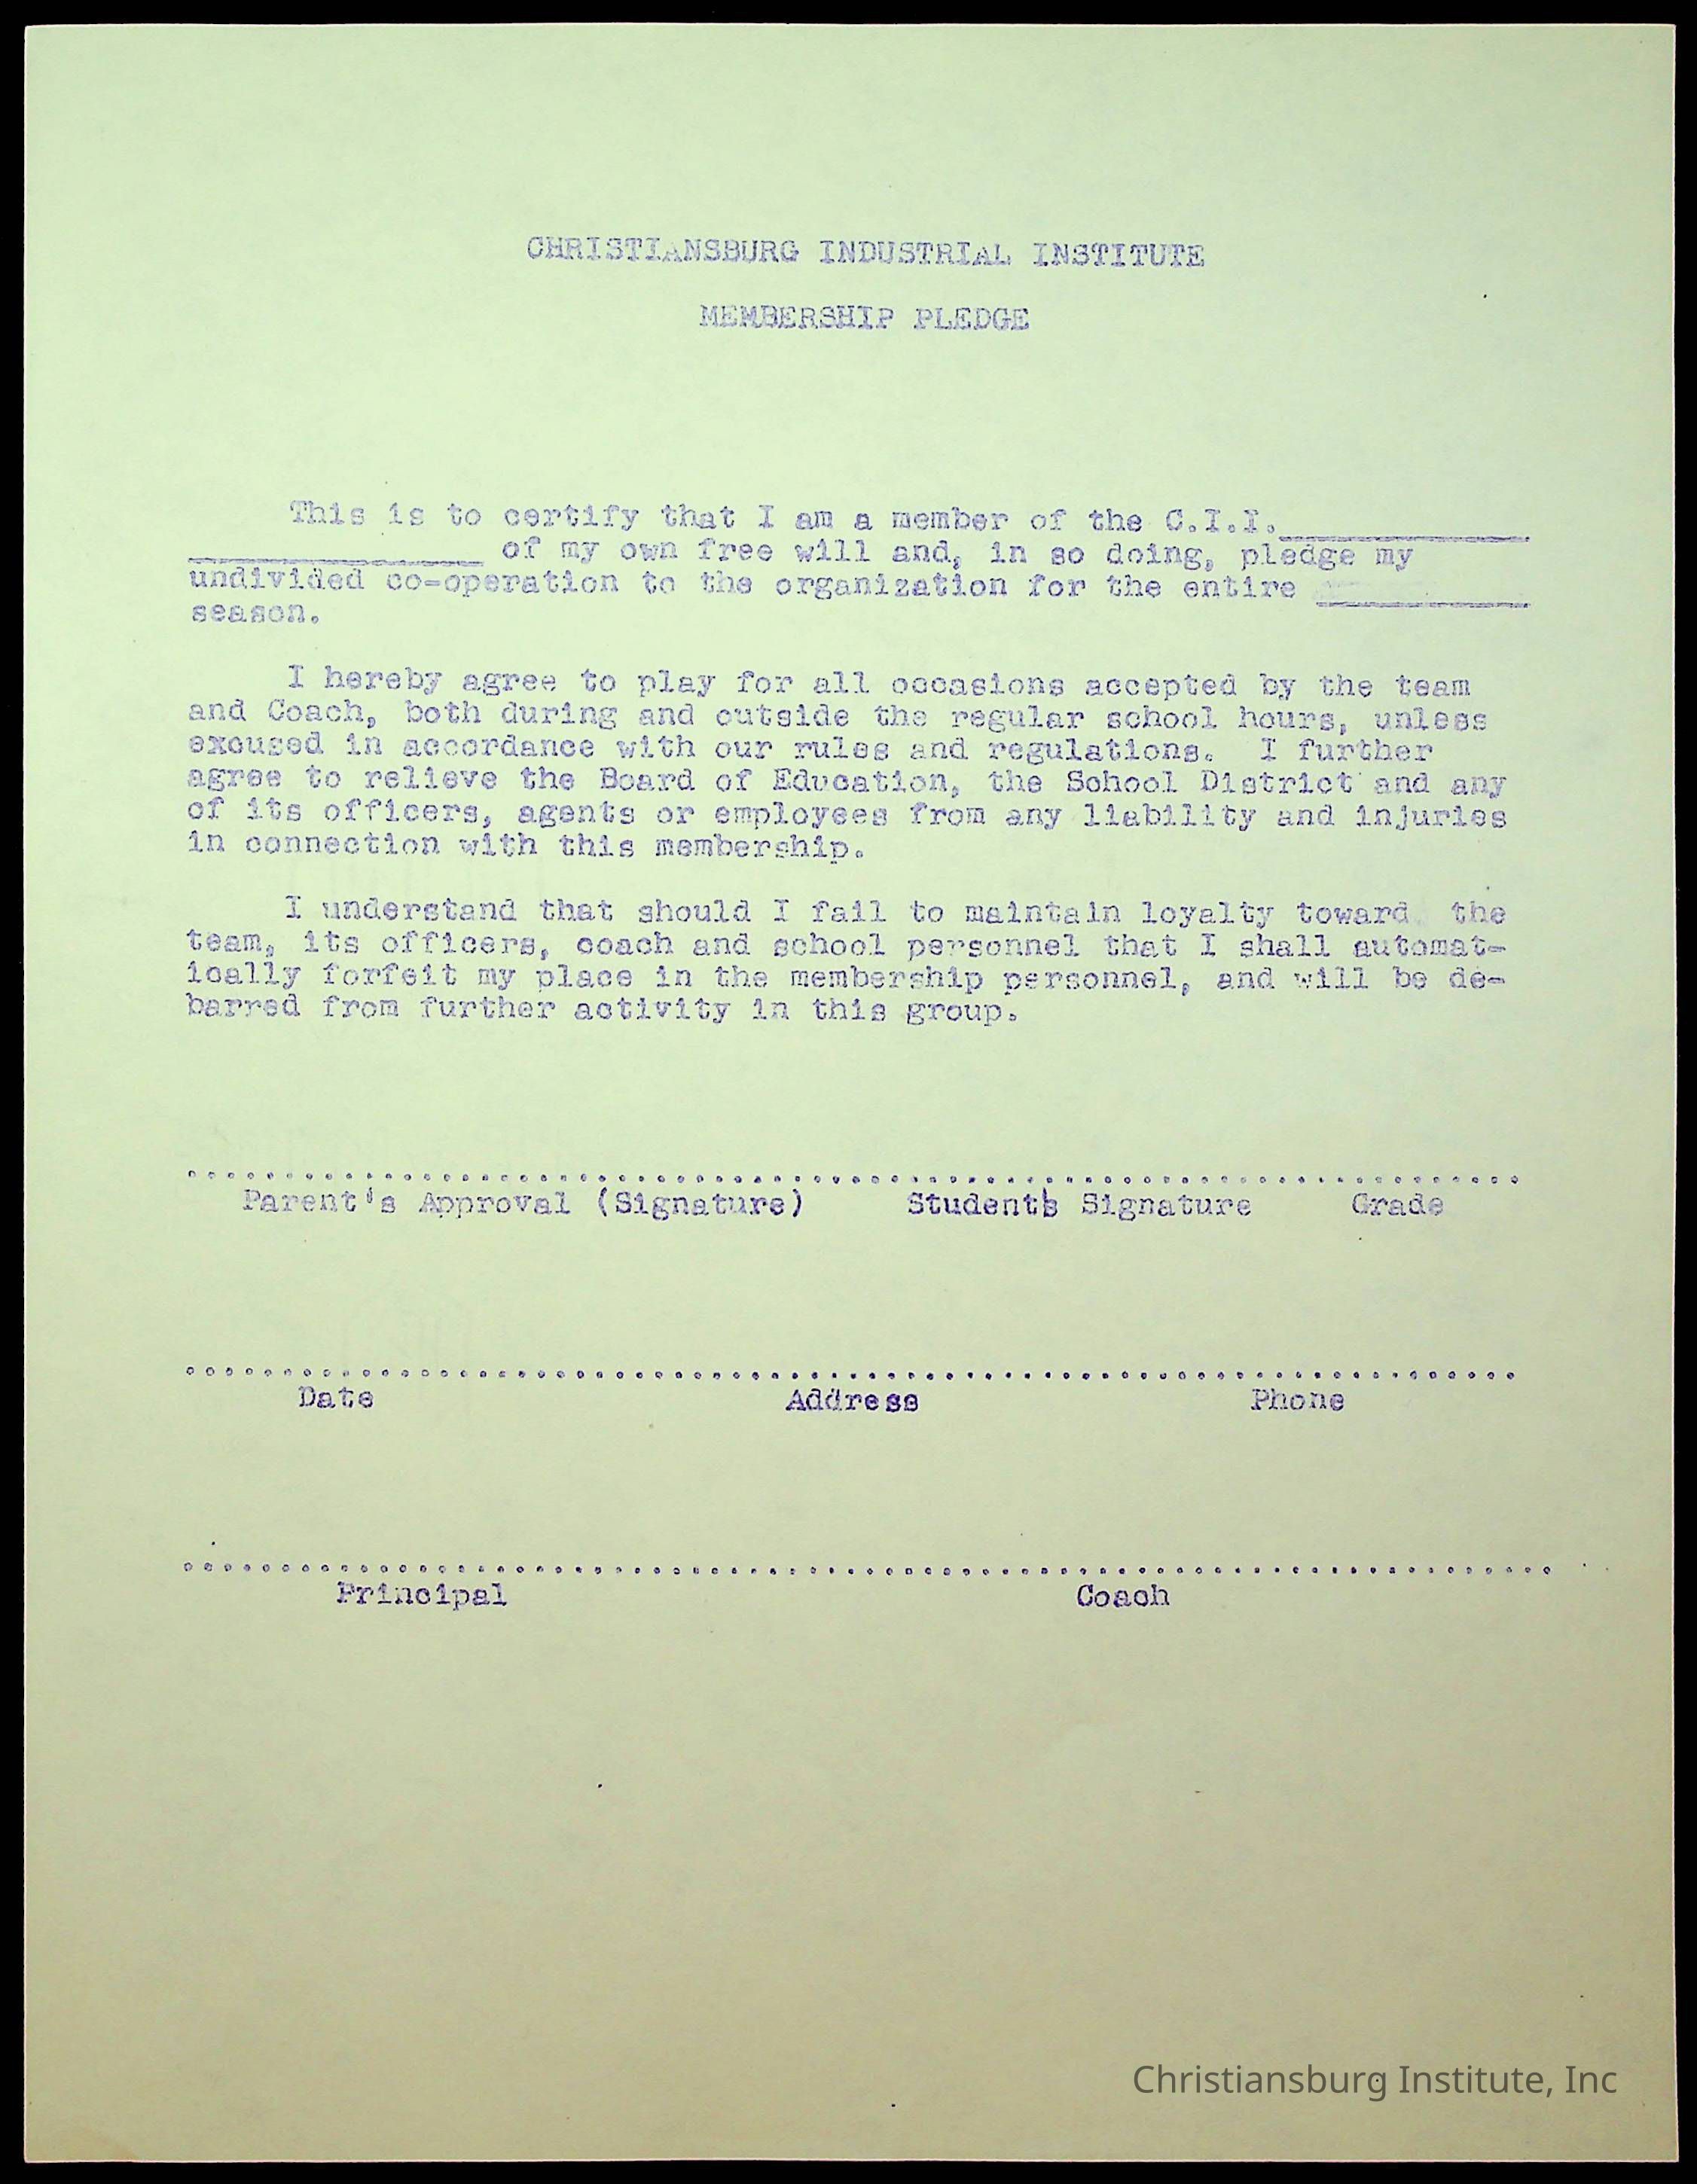 CHRISTIANSBURG INDUSTRIAL INSTITUTE
MEMBERSHIP PLEDGE
This is to certify that I am a member of the C.I.I.____________
_______________ of my own free will and, in so doing, pledge my
undivided co-operation to the organization for the entire ___________
season.
I hereby agree to play for all occasions accepted by the team
and Coach, both during and outside the regular school hours, unless
excused in accordance with our rules and regulations. I further
agree to relieve the Board of Education, the School District and any
of its officers, agents or employees from any liability and injuries
in connection with this membership.
I understand that should I fail to maintain loyalty toward the
team, its officers, coach and school personnel that I shall automat-
ically forfeit my place in the membership personnel, and will be de-
barred from further activity in this group.
.....................................................................
Parent's Approval (Signature) Student's Signature Grade
.....................................................................
Date Address Phone
.....................................................................
Principal Coach
Christiansburg Institute, Inc